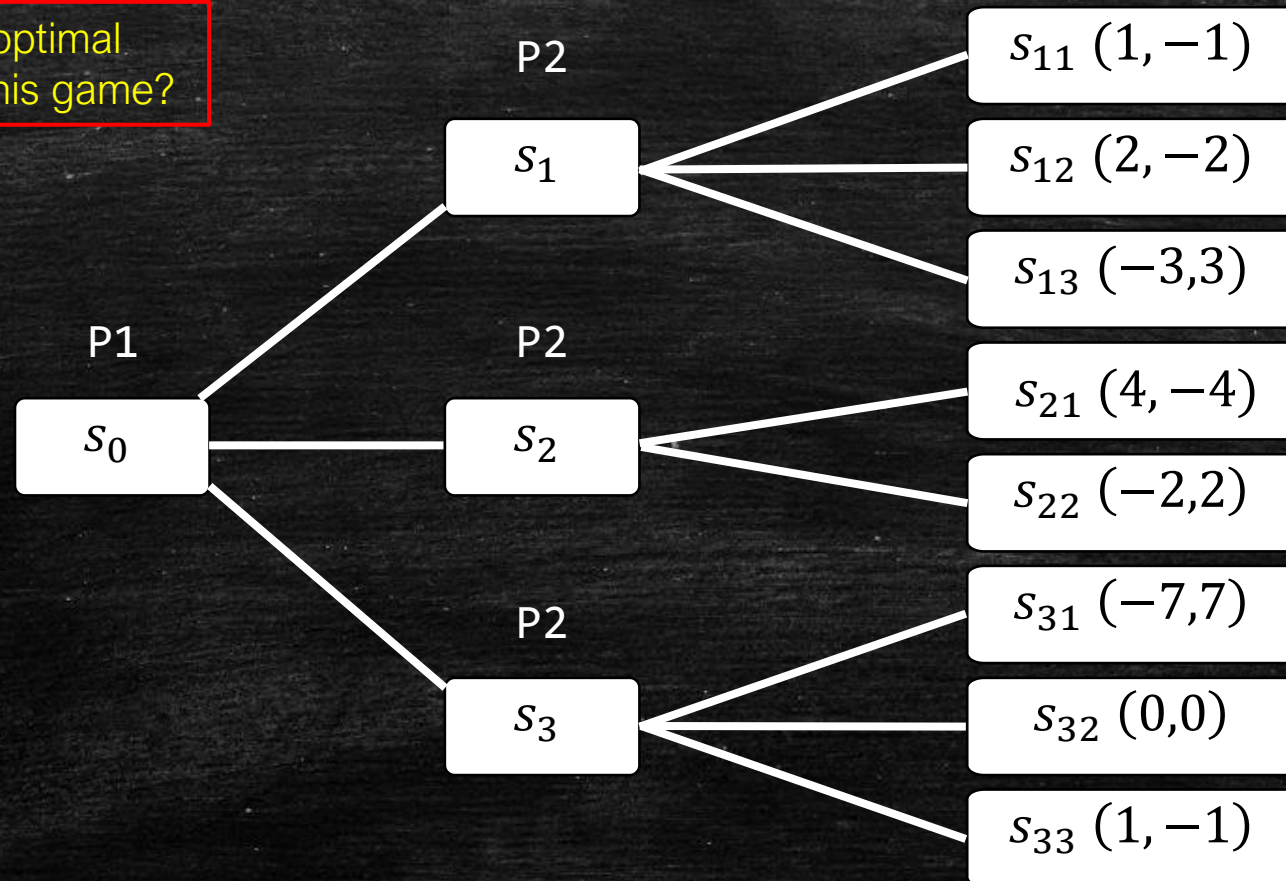 optimal
his game?
P2
s₁₁ (1, −1)
s₁ s₁₂ (2, −2)
s₁₃ (−3,3)
P1 P2
s₂₁ (4, −4)
s₀ s₂
s₂₂ (−2,2)
P2 s₃₁ (−7,7)
s₃ s₃₂ (0,0)
s₃₃ (1, −1)